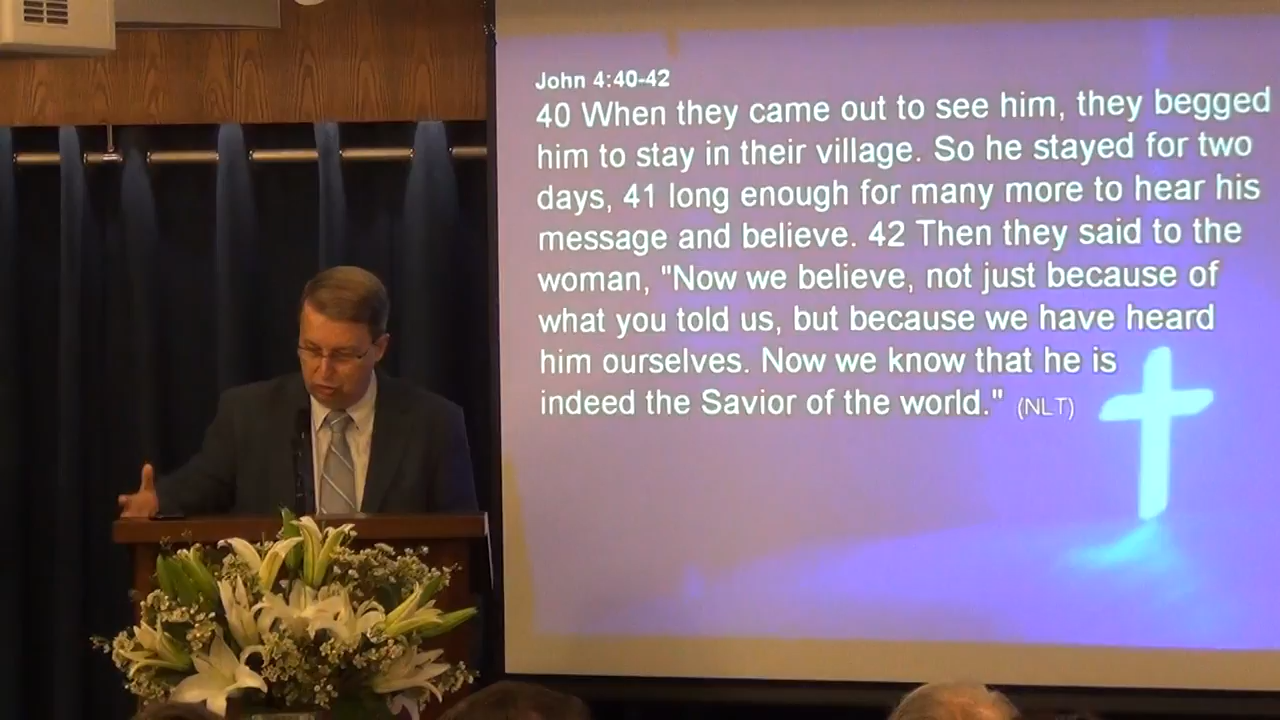 John 4:40-42
40 When they came out to see him, they begged
him to stay in their village. So he stayed for two
days, 41 long enough for many more to hear his
message and believe. 42 Then they said to the
woman, "Now we believe, not just because of
what you told us, but because we have heard
him ourselves. Now we know that he is
indeed the Savior of the world." (NLT)